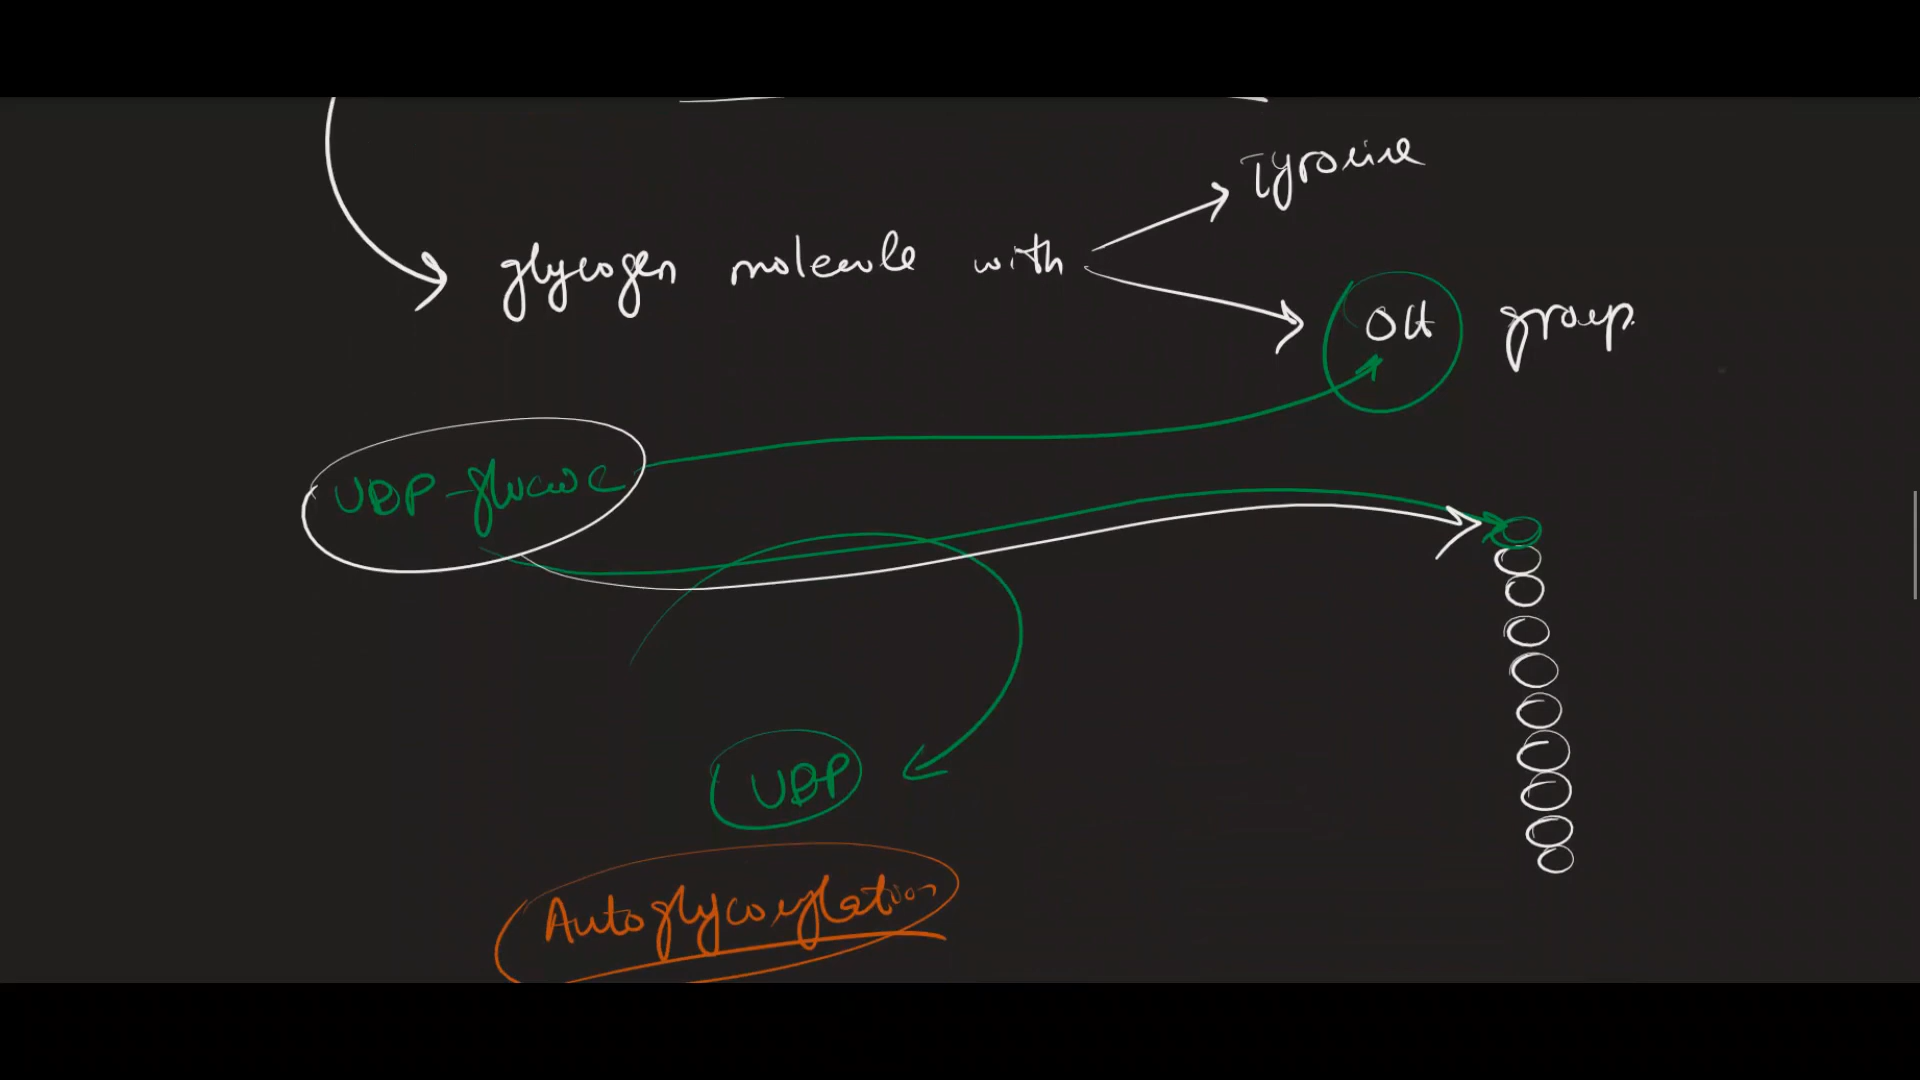 Tyrosine
glycogen molecule with
OH group.
UDP-glucose
UDP
Autoglycosylation